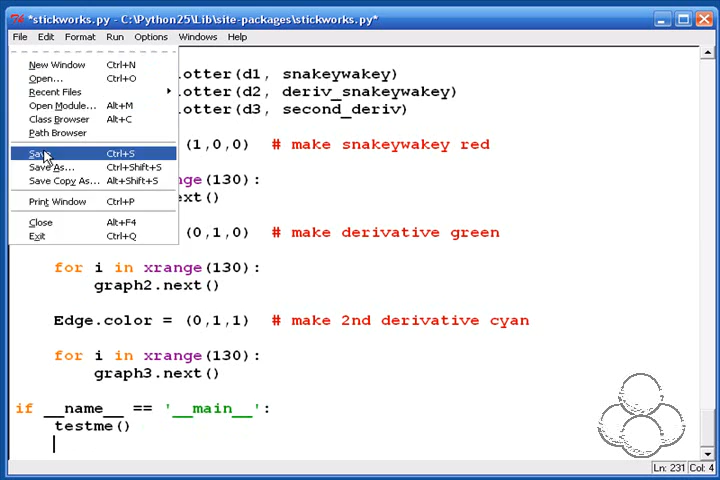 *stickworks.py - C:\Python25\Lib\site-packages\stickworks.py*
File Edit Format Run Options Windows Help
New Window Ctrl+N
Open... Ctrl+O
Recent Files
Open Module... Alt+M
Class Browser Alt+C
Path Browser
Save Ctrl+S
Save As... Ctrl+Shift+S
Save Copy As... Alt+Shift+S
Print Window Ctrl+P
Close Alt+F4
Exit Ctrl+Q
lotter(d1, snakeywakey)
lotter(d2, deriv_snakeywakey)
lotter(d3, second_deriv)
(1,0,0) # make snakeywakey red
nge(130):
xt()
(0,1,0) # make derivative green
for i in xrange(130):
graph2.next()
Edge.color = (0,1,1) # make 2nd derivative cyan
for i in xrange(130):
graph3.next()
if __name__ == '__main__':
testme()
Ln: 231 Col: 4